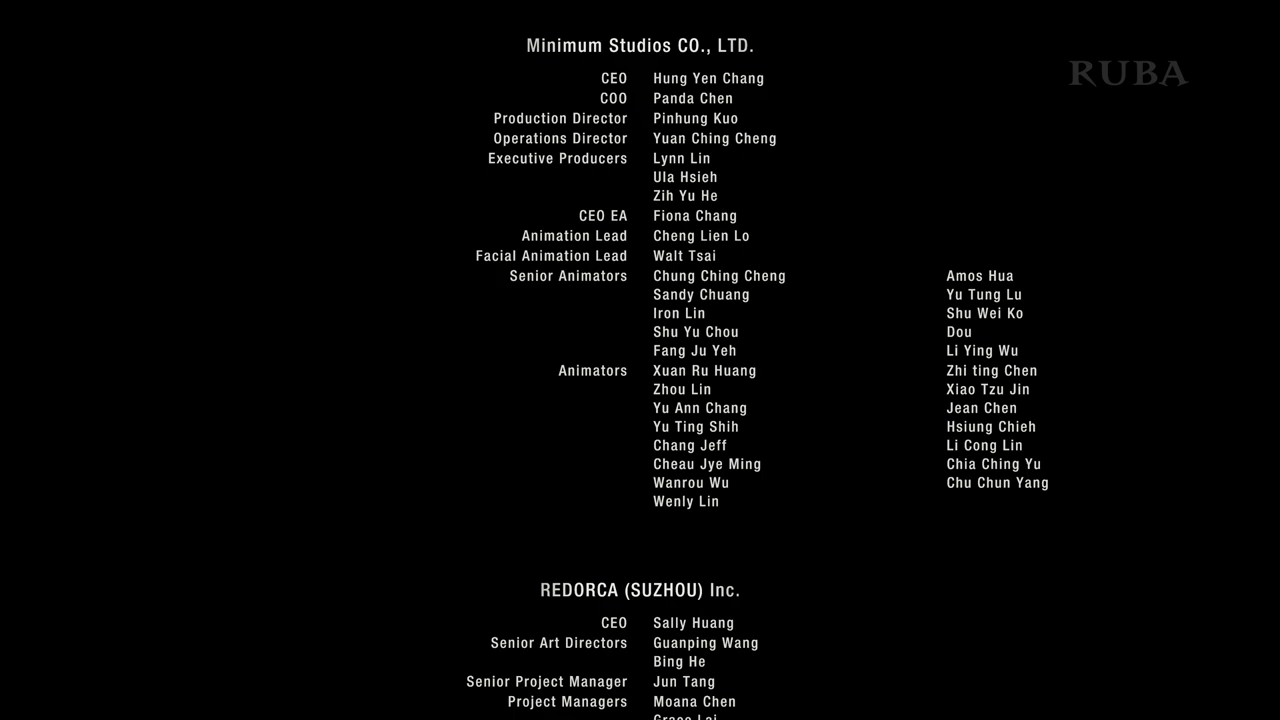 Minimum Studios CO., LTD.
RUBA
CEO Hung Yen Chang
COO Panda Chen
Production Director Pinhung Kuo
Operations Director Yuan Ching Cheng
Executive Producers Lynn Lin
Ula Hsieh
Zih Yu He
CEO EA Fiona Chang
Animation Lead Cheng Lien Lo
Facial Animation Lead Walt Tsai
Senior Animators Chung Ching Cheng Amos Hua
Sandy Chuang Yu Tung Lu
Iron Lin Shu Wei Ko
Shu Yu Chou Dou
Fang Ju Yeh Li Ying Wu
Animators Xuan Ru Huang Zhi ting Chen
Zhou Lin Xiao Tzu Jin
Yu Ann Chang Jean Chen
Yu Ting Shih Hsiung Chieh
Chang Jeff Li Cong Lin
Cheau Jye Ming Chia Ching Yu
Wanrou Wu Chu Chun Yang
Wenly Lin
REDORCA (SUZHOU) Inc.
CEO Sally Huang
Senior Art Directors Guanping Wang
Bing He
Senior Project Manager Jun Tang
Project Managers Moana Chen
Grace Lai